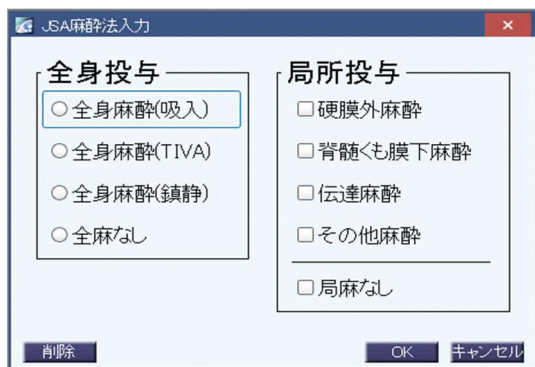 JSA麻酔法入力
全身投与
全身麻酔(吸入)
全身麻酔(TIVA)
全身麻酔(鎮静)
全麻なし
局所投与
硬膜外麻酔
脊髄くも膜下麻酔
伝達麻酔
その他麻酔
局麻なし
削除
OK
キャンセル